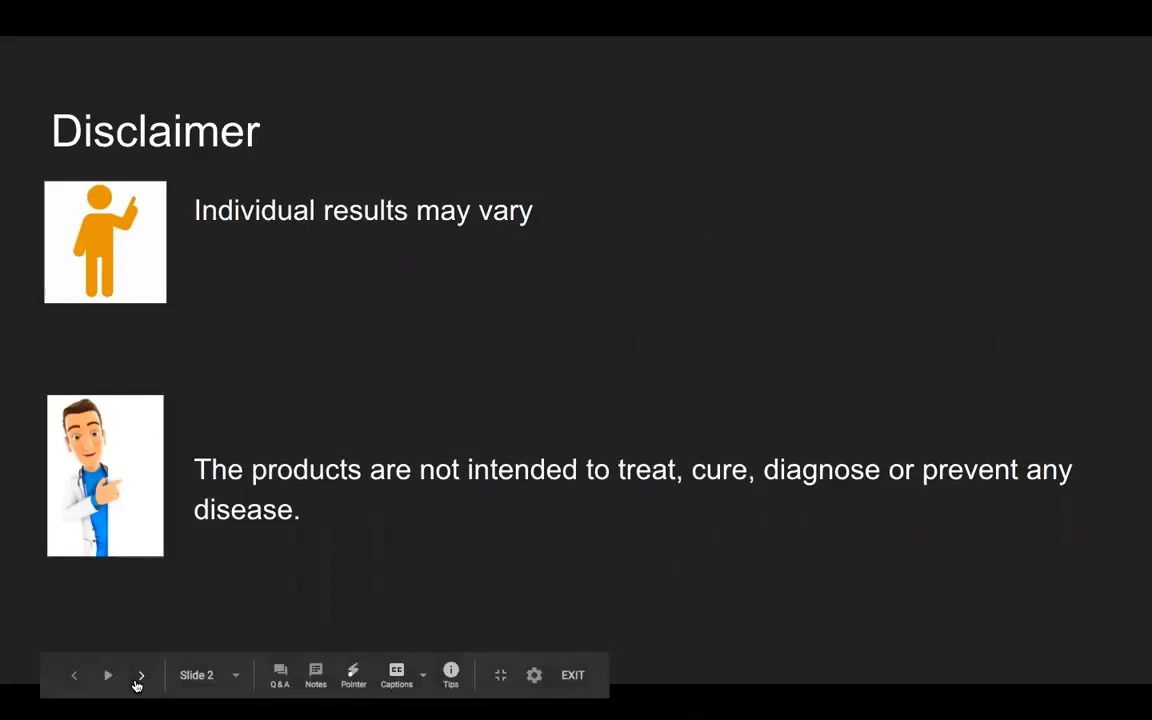 Disclaimer
Individual results may vary
The products are not intended to treat, cure, diagnose or prevent any
disease.
Slide 2
Q&A
Notes
Pointer
CC
Captions
Tips
EXIT